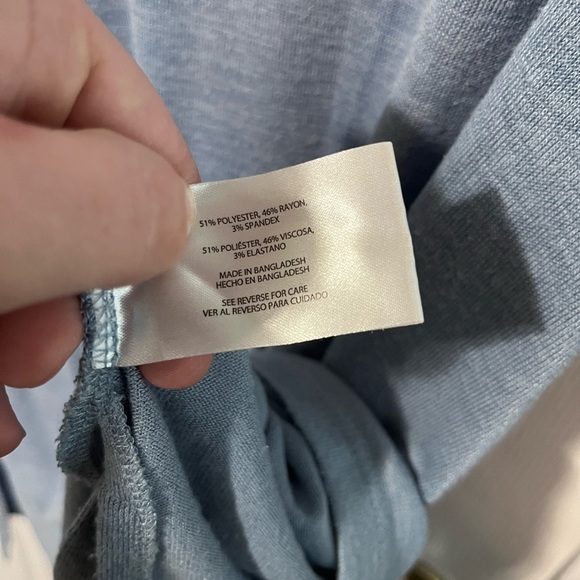 51% POLYESTER, 46% RAYON,
3% SPANDEX
51% POLIÉSTER, 46% VISCOSA,
3% ELASTANO
MADE IN BANGLADESH
HECHO EN BANGLADESH
SEE REVERSE FOR CARE
VER AL REVERSO PARA CUIDADO